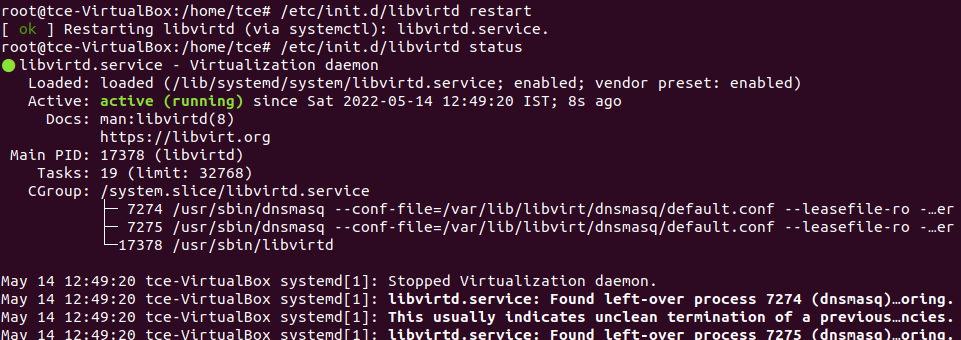 root@tce-VirtualBox:/home/tce# /etc/init.d/libvirtd restart
[ ok ] Restarting libvirtd (via systemctl): libvirtd.service.
root@tce-VirtualBox:/home/tce# /etc/init.d/libvirtd status
● libvirtd.service - Virtualization daemon
   Loaded: loaded (/lib/systemd/system/libvirtd.service; enabled; vendor preset: enabled)
   Active: active (running) since Sat 2022-05-14 12:49:20 IST; 8s ago
     Docs: man:libvirtd(8)
           https://libvirt.org
 Main PID: 17378 (libvirtd)
    Tasks: 19 (limit: 32768)
   CGroup: /system.slice/libvirtd.service
           ├─ 7274 /usr/sbin/dnsmasq --conf-file=/var/lib/libvirt/dnsmasq/default.conf --leasefile-ro -…er
           ├─ 7275 /usr/sbin/dnsmasq --conf-file=/var/lib/libvirt/dnsmasq/default.conf --leasefile-ro -…er
           └─17378 /usr/sbin/libvirtd
May 14 12:49:20 tce-VirtualBox systemd[1]: Stopped Virtualization daemon.
May 14 12:49:20 tce-VirtualBox systemd[1]: libvirtd.service: Found left-over process 7274 (dnsmasq)…oring.
May 14 12:49:20 tce-VirtualBox systemd[1]: This usually indicates unclean termination of a previous…ncies.
May 14 12:49:20 tce-VirtualBox systemd[1]: libvirtd.service: Found left-over process 7275 (dnsmasq)…oring.